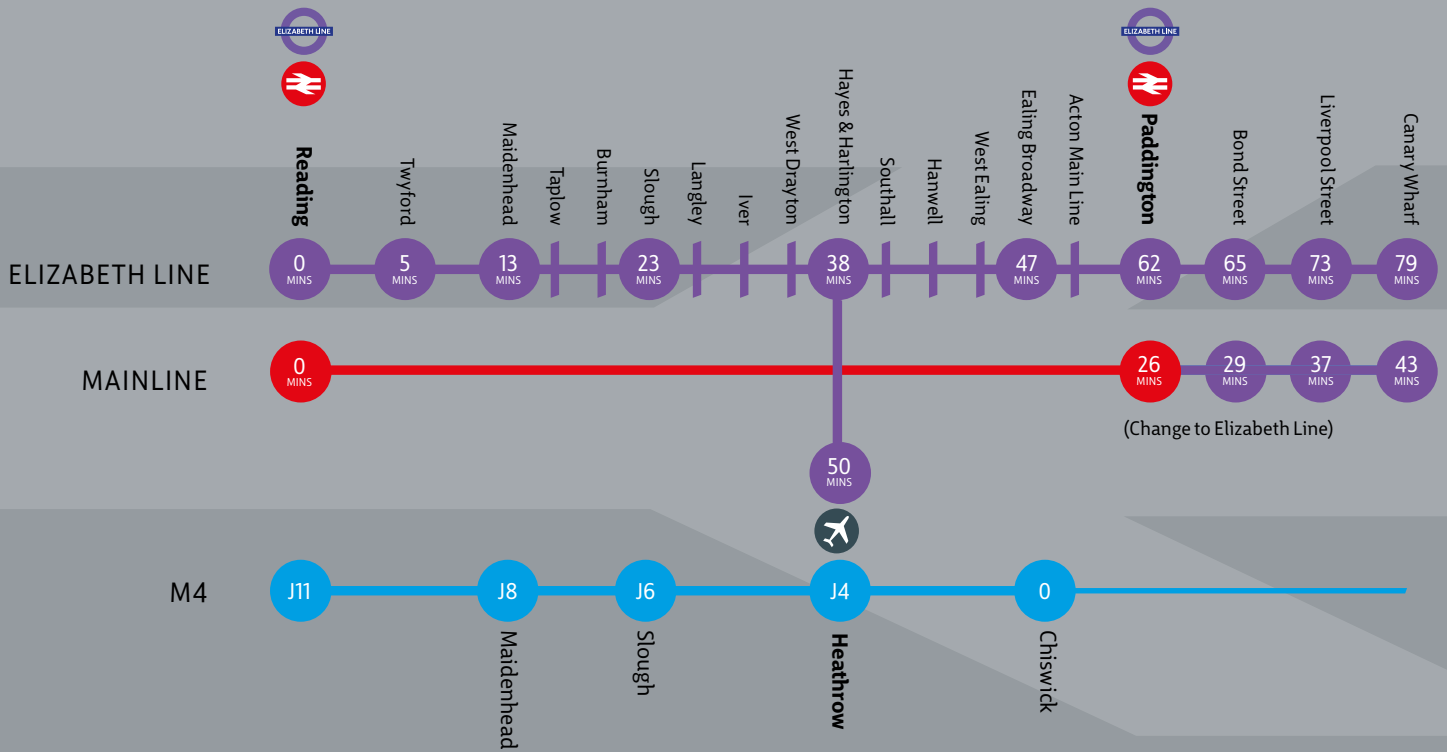 ELIZABETH LINE
ELIZABETH LINE
Reading
Twyford
Maidenhead
Taplow
Burnham
Slough
Langley
Iver
West Drayton
Hayes & Harlington
Southall
Hanwell
West Ealing
Ealing Broadway
Acton Main Line
Paddington
Bond Street
Liverpool Street
Canary Wharf
ELIZABETH LINE
0 MINS
5 MINS
13 MINS
23 MINS
38 MINS
47 MINS
62 MINS
65 MINS
73 MINS
79 MINS
MAINLINE
0 MINS
26 MINS
29 MINS
37 MINS
43 MINS
(Change to Elizabeth Line)
50 MINS
M4
J11
J8
J6
J4
0
Maidenhead
Slough
Heathrow
Chiswick